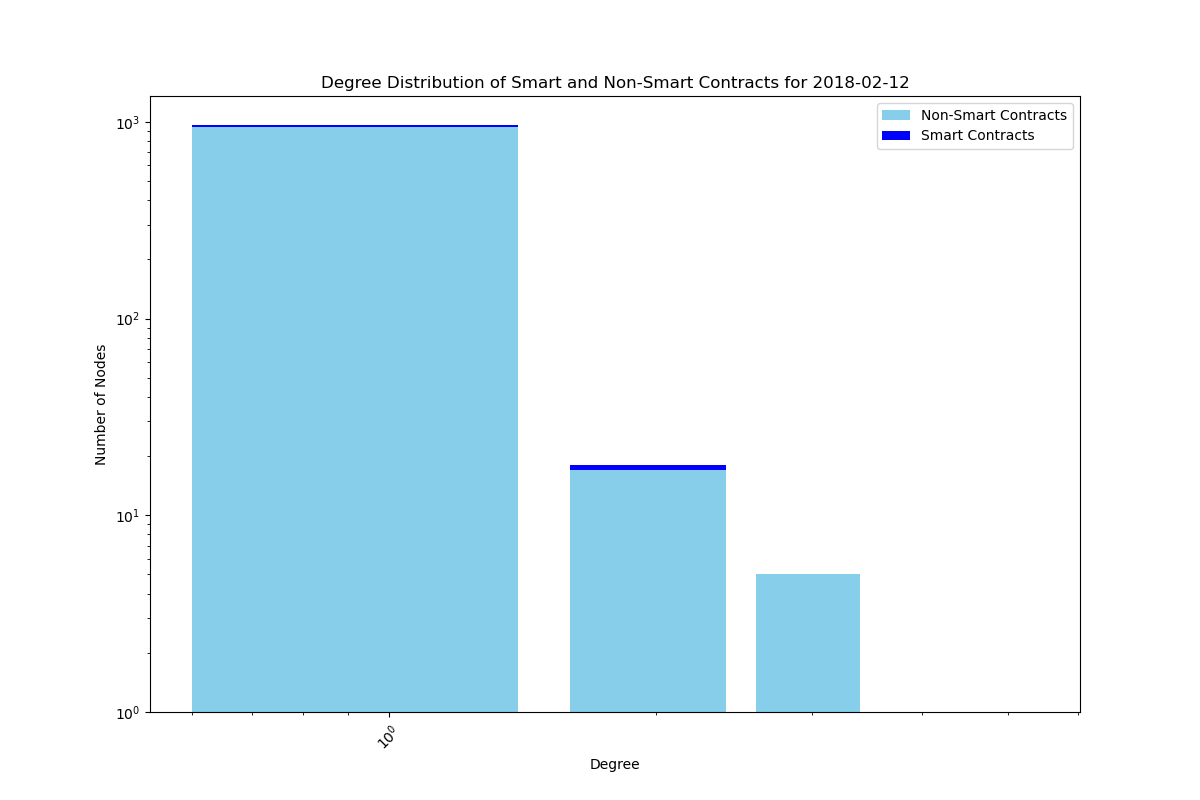 Degree Distribution of Smart and Non-Smart Contracts for 2018-02-12
Non-Smart Contracts
Smart Contracts
10³
10²
10¹
10⁰
Number of Nodes
10⁰
Degree